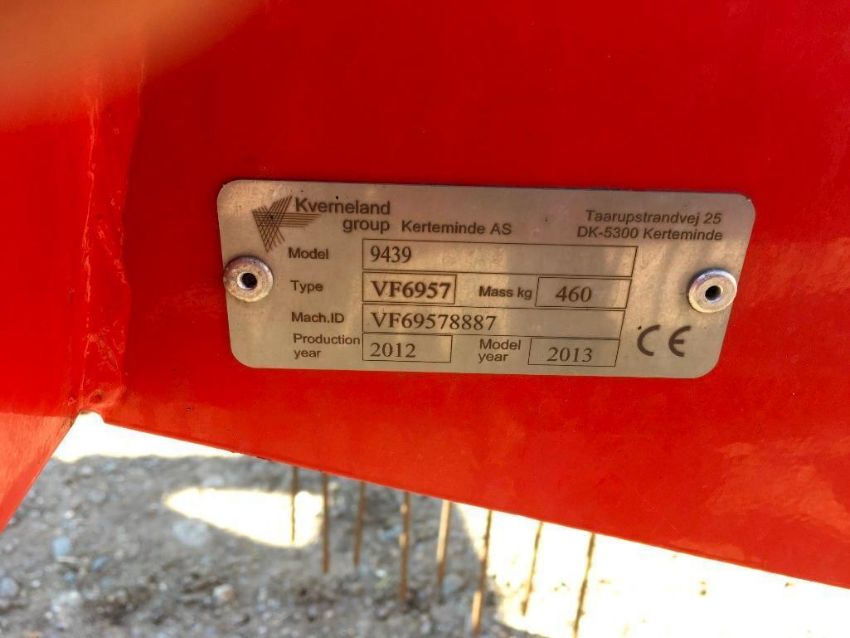 Kverneland
group Kerteminde AS
Taarupstrandvej 25
DK-5300 Kerteminde
Model 9439
Type VF6957 Mass kg 460
Mach.ID VF69578887
Production year 2012 Model year 2013
CE